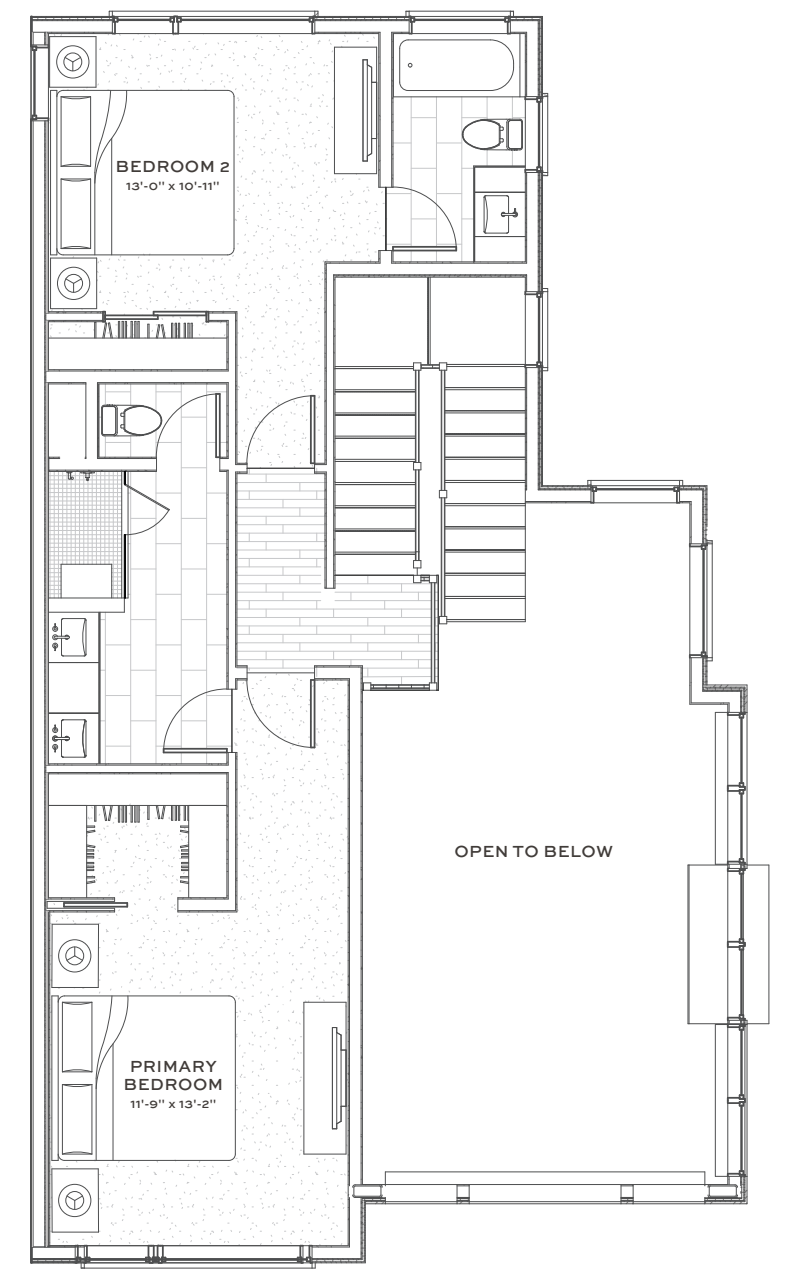 BEDROOM 2
13'-0" x 10'-11"
OPEN TO BELOW
PRIMARY
BEDROOM
11'-9" x 13'-2"